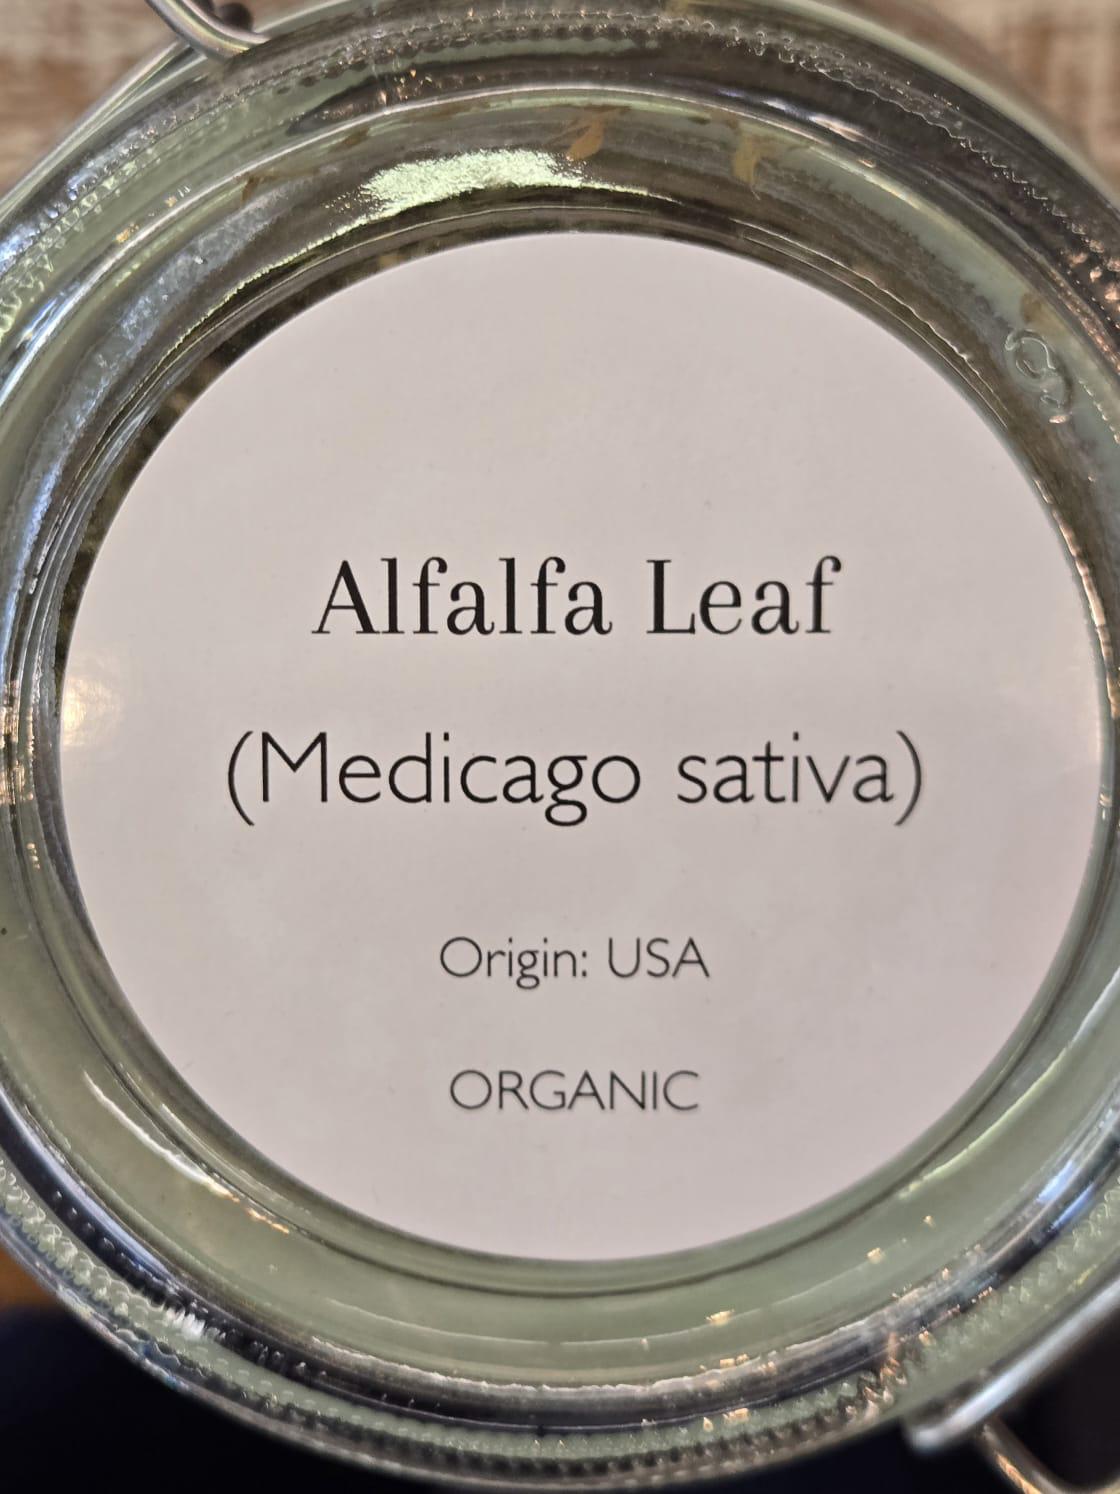 Alfalfa Leaf
(Medicago sativa)
Origin: USA
ORGANIC